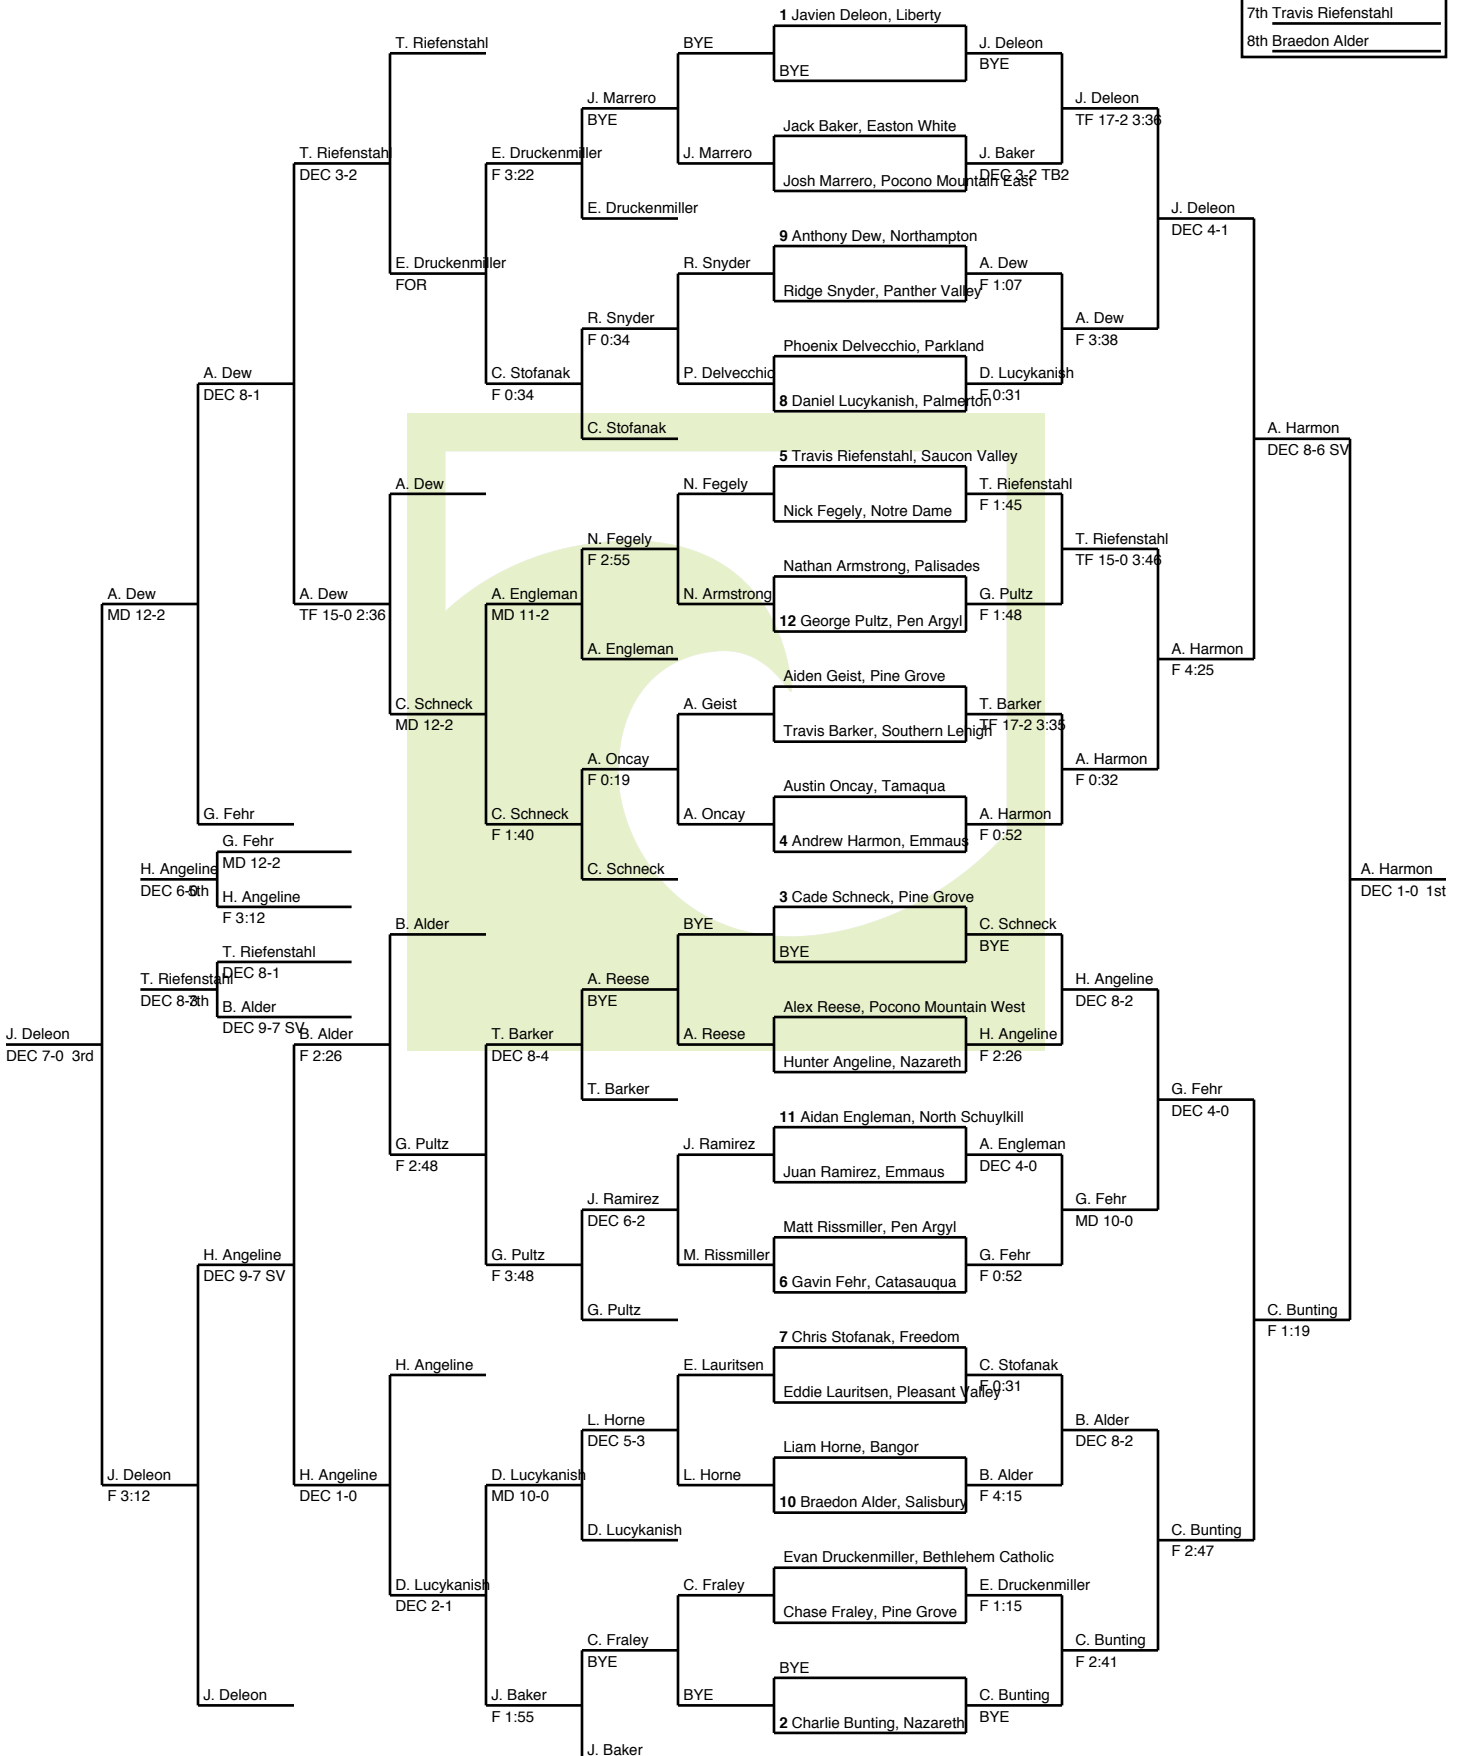 7th Travis Riefenstahl
8th Braedon Alder
1 Javien Deleon, Liberty
BYE
Jack Baker, Easton White
Josh Marrero, Pocono Mountain East
9 Anthony Dew, Northampton
Ridge Snyder, Panther Valley
Phoenix Delvecchio, Parkland
8 Daniel Lucykanish, Palmerton
5 Travis Riefenstahl, Saucon Valley
Nick Fegely, Notre Dame
Nathan Armstrong, Palisades
12 George Pultz, Pen Argyl
Aiden Geist, Pine Grove
Travis Barker, Southern Lehigh
Austin Oncay, Tamaqua
4 Andrew Harmon, Emmaus
3 Cade Schneck, Pine Grove
BYE
Alex Reese, Pocono Mountain West
Hunter Angeline, Nazareth
11 Aidan Engleman, North Schuylkill
Juan Ramirez, Emmaus
Matt Rissmiller, Pen Argyl
6 Gavin Fehr, Catasauqua
7 Chris Stofanak, Freedom
Eddie Lauritsen, Pleasant Valley
Liam Horne, Bangor
10 Braedon Alder, Salisbury
Evan Druckenmiller, Bethlehem Catholic
Chase Fraley, Pine Grove
BYE
2 Charlie Bunting, Nazareth
J. Deleon
BYE
J. Baker
DEC 3-2 TB2
A. Dew
F 1:07
D. Lucykanish
F 0:31
T. Riefenstahl
F 1:45
G. Pultz
F 1:48
T. Barker
TF 17-2 3:35
A. Harmon
F 0:52
C. Schneck
BYE
H. Angeline
F 2:26
A. Engleman
DEC 4-0
G. Fehr
F 0:52
C. Stofanak
F 0:31
B. Alder
F 4:15
E. Druckenmiller
F 1:15
C. Bunting
BYE
J. Deleon
TF 17-2 3:36
A. Dew
F 3:38
T. Riefenstahl
TF 15-0 3:46
A. Harmon
F 0:32
H. Angeline
DEC 8-2
G. Fehr
MD 10-0
B. Alder
DEC 8-2
C. Bunting
F 2:41
J. Deleon
DEC 4-1
A. Harmon
F 4:25
G. Fehr
DEC 4-0
C. Bunting
F 2:47
A. Harmon
DEC 8-6 SV
C. Bunting
F 1:19
A. Harmon
DEC 1-0 1st
BYE
J. Marrero
R. Snyder
P. Delvecchio
N. Fegely
N. Armstrong
A. Geist
A. Oncay
BYE
A. Reese
J. Ramirez
M. Rissmiller
E. Lauritsen
L. Horne
C. Fraley
BYE
J. Marrero
BYE
E. Druckenmiller
R. Snyder
F 0:34
C. Stofanak
N. Fegely
F 2:55
A. Engleman
A. Oncay
F 0:19
C. Schneck
A. Reese
BYE
T. Barker
J. Ramirez
DEC 6-2
G. Pultz
L. Horne
DEC 5-3
D. Lucykanish
C. Fraley
BYE
J. Baker
E. Druckenmiller
F 3:22
C. Stofanak
F 0:34
A. Engleman
MD 11-2
C. Schneck
F 1:40
T. Barker
DEC 8-4
G. Pultz
F 3:48
D. Lucykanish
MD 10-0
J. Baker
F 1:55
T. Riefenstahl
E. Druckenmiller
FOR
A. Dew
C. Schneck
MD 12-2
B. Alder
G. Pultz
F 2:48
H. Angeline
D. Lucykanish
DEC 2-1
T. Riefenstahl
DEC 3-2
A. Dew
TF 15-0 2:36
B. Alder
F 2:26
H. Angeline
DEC 1-0
A. Dew
DEC 8-1
G. Fehr
H. Angeline
DEC 9-7 SV
J. Deleon
A. Dew
MD 12-2
J. Deleon
F 3:12
J. Deleon
DEC 7-0 3rd
G. Fehr
MD 12-2
H. Angeline
F 3:12
H. Angeline
DEC 6-0 5th
T. Riefenstahl
DEC 8-1
B. Alder
DEC 9-7 SV
T. Riefenstahl
7th